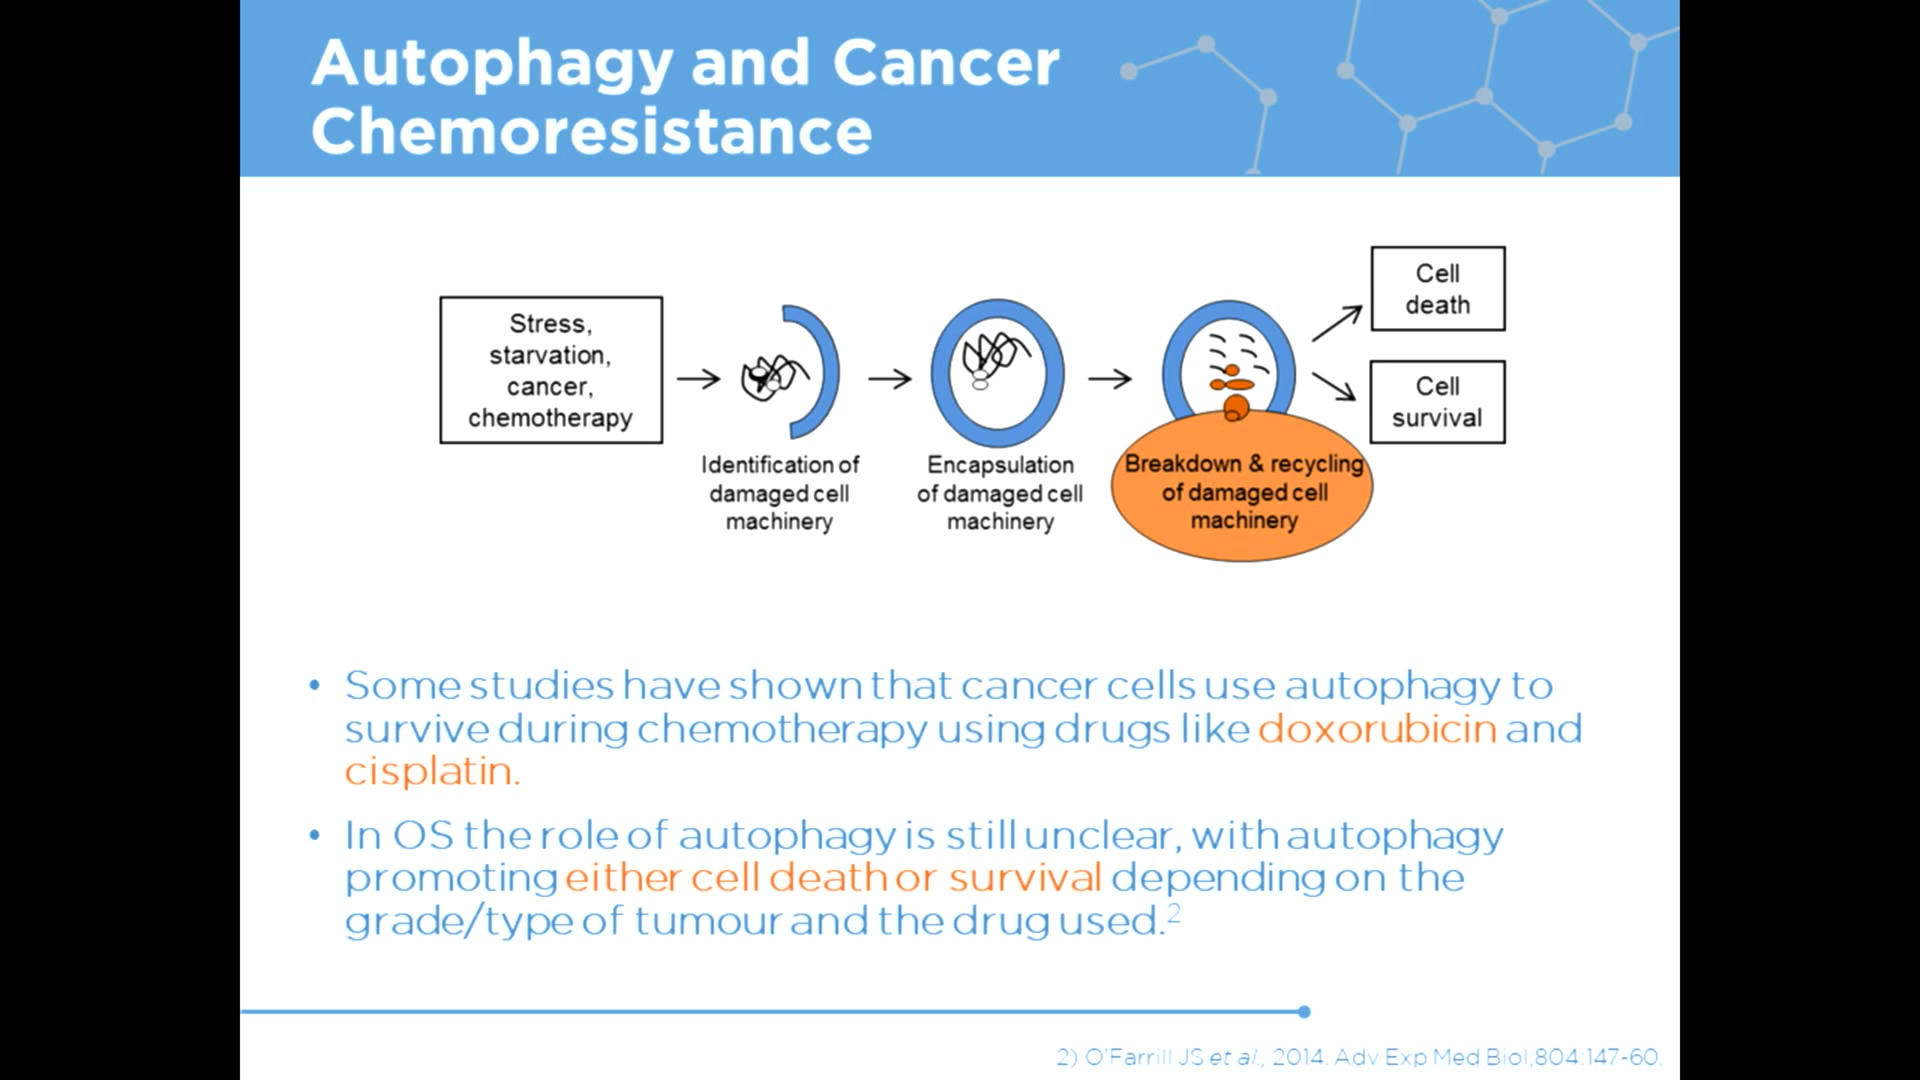 Autophagy and Cancer
Chemoresistance
Stress,
starvation,
cancer,
chemotherapy
Identification of
damaged cell
machinery
Encapsulation
of damaged cell
machinery
Breakdown & recycling
of damaged cell
machinery
Cell
death
Cell
survival
• Some studies have shown that cancer cells use autophagy to
survive during chemotherapy using drugs like doxorubicin and
cisplatin.
• In OS the role of autophagy is still unclear, with autophagy
promoting either cell death or survival depending on the
grade/type of tumour and the drug used.2
2) O'Farrill JS et al., 2014. Adv Exp Med Biol;804:147-60.